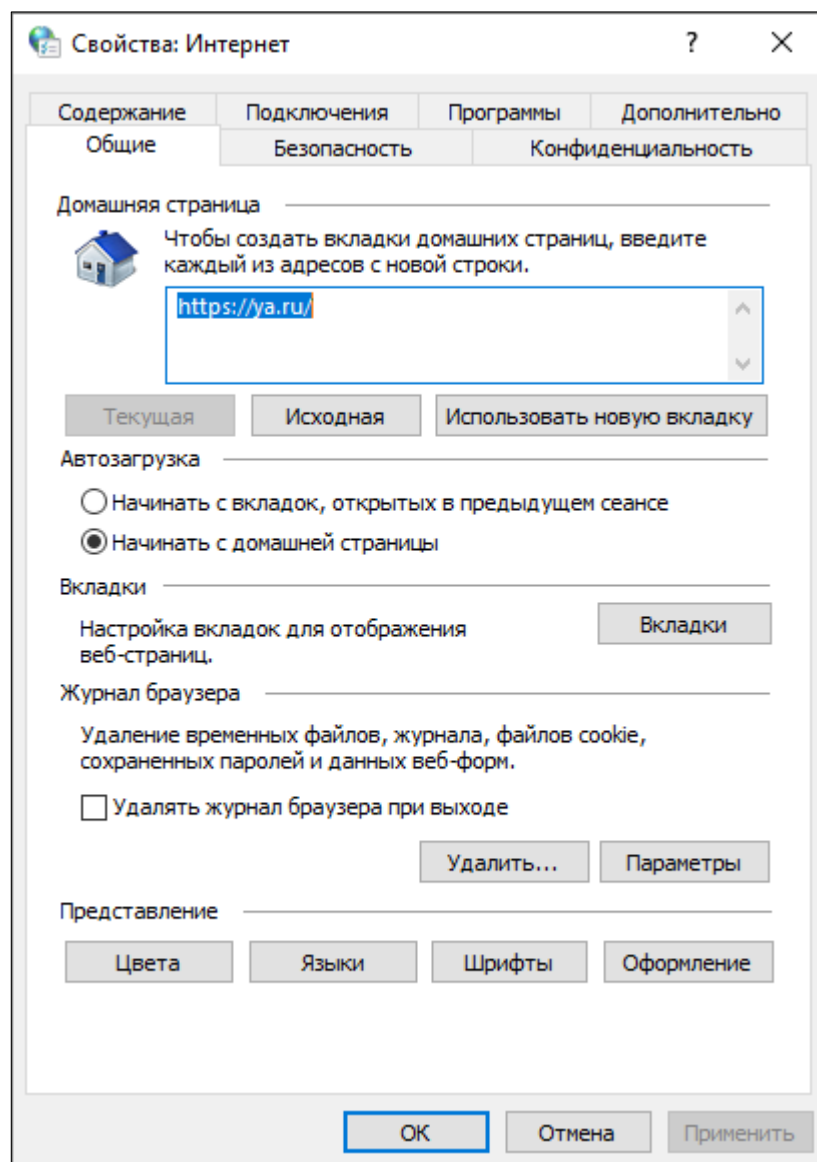 Свойства: Интернет
?
Содержание Подключения Программы Дополнительно
Общие Безопасность Конфиденциальность
Домашняя страница
Чтобы создать вкладки домашних страниц, введите
каждый из адресов с новой строки.
https://ya.ru/
Текущая Исходная Использовать новую вкладку
Автозагрузка
Начинать с вкладок, открытых в предыдущем сеансе
Начинать с домашней страницы
Вкладки
Настройка вкладок для отображения
веб-страниц.
Вкладки
Журнал браузера
Удаление временных файлов, журнала, файлов cookie,
сохраненных паролей и данных веб-форм.
Удалять журнал браузера при выходе
Удалить... Параметры
Представление
Цвета Языки Шрифты Оформление
ОК Отмена Применить